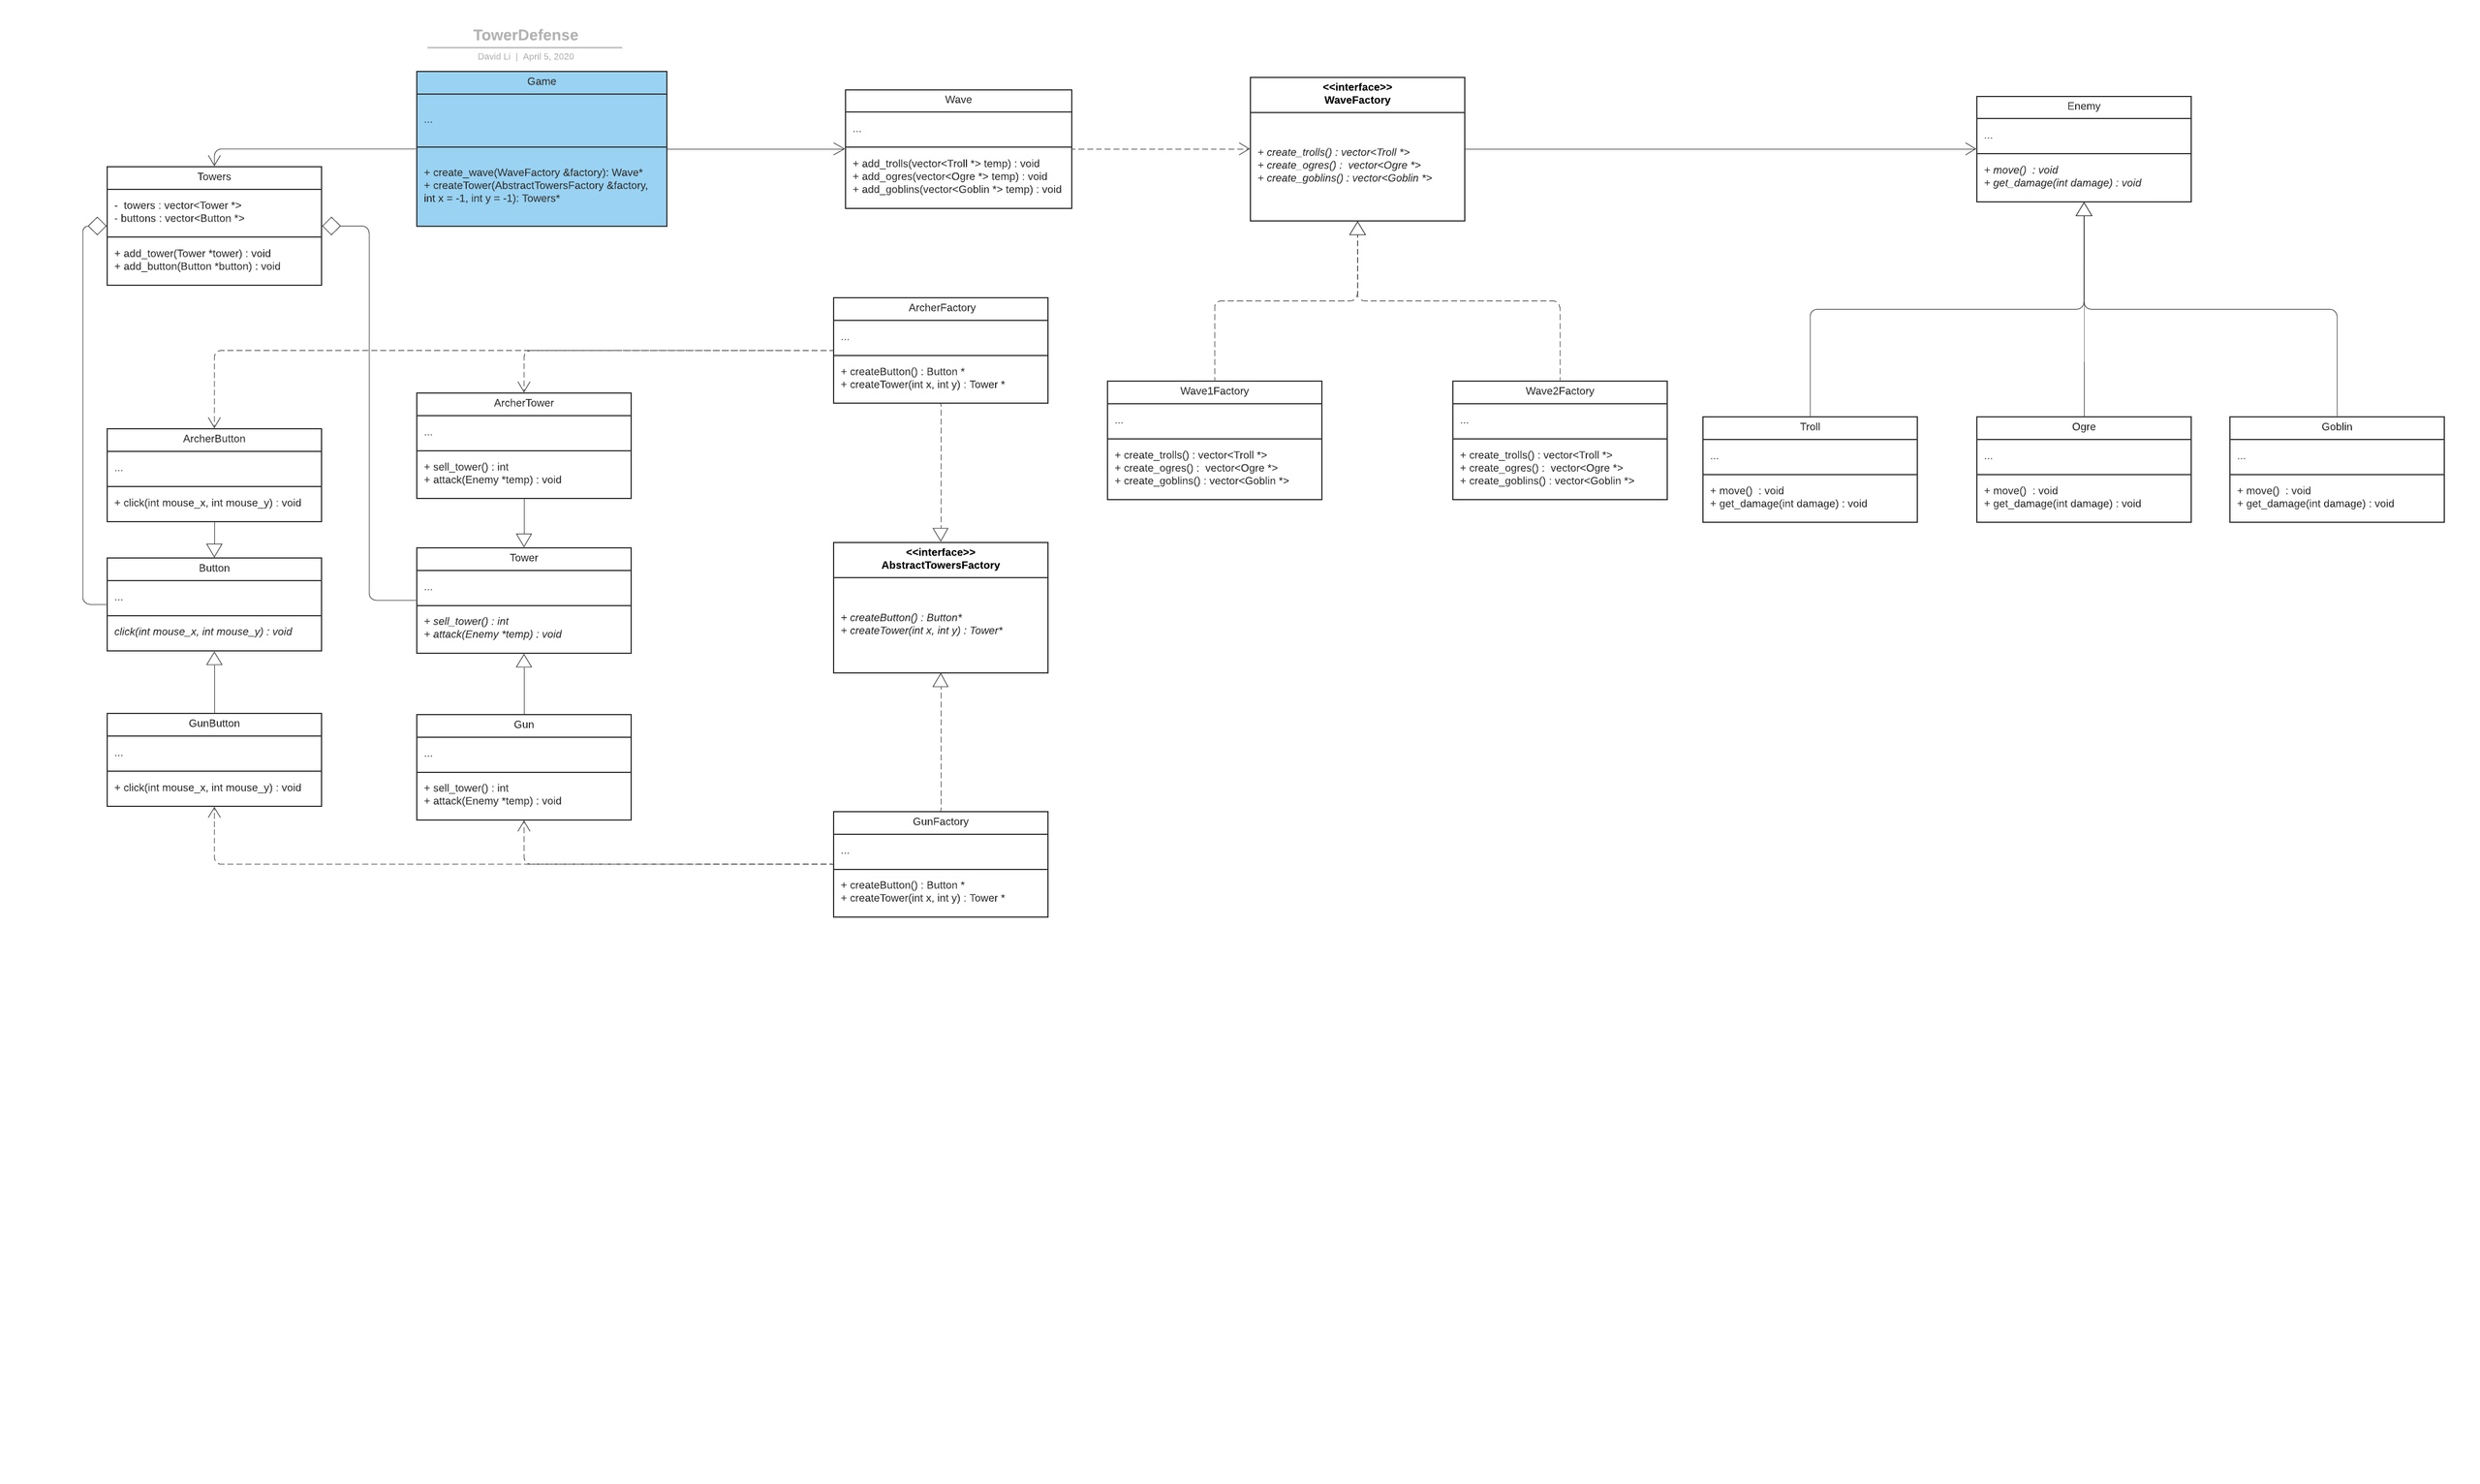 TowerDefense
David Li | April 5, 2020
Game
...
+ create_wave(WaveFactory &factory): Wave*
+ createTower(AbstractTowersFactory &factory,
int x = -1, int y = -1): Towers*
Wave
...
+ add_trolls(vector<Troll *> temp) : void
+ add_ogres(vector<Ogre *> temp) : void
+ add_goblins(vector<Goblin *> temp) : void
<<interface>>
WaveFactory
+ create_trolls() : vector<Troll *>
+ create_ogres() :  vector<Ogre *>
+ create_goblins() : vector<Goblin *>
Enemy
...
+ move()  : void
+ get_damage(int damage) : void
Towers
-  towers : vector<Tower *>
- buttons : vector<Button *>
+ add_tower(Tower *tower) : void
+ add_button(Button *button) : void
ArcherFactory
...
+ createButton() : Button *
+ createTower(int x, int y) : Tower *
Wave1Factory
...
+ create_trolls() : vector<Troll *>
+ create_ogres() :  vector<Ogre *>
+ create_goblins() : vector<Goblin *>
Wave2Factory
...
+ create_trolls() : vector<Troll *>
+ create_ogres() :  vector<Ogre *>
+ create_goblins() : vector<Goblin *>
Troll
...
+ move()  : void
+ get_damage(int damage) : void
Ogre
...
+ move()  : void
+ get_damage(int damage) : void
Goblin
...
+ move()  : void
+ get_damage(int damage) : void
ArcherButton
...
+ click(int mouse_x, int mouse_y) : void
ArcherTower
...
+ sell_tower() : int
+ attack(Enemy *temp) : void
Button
...
click(int mouse_x, int mouse_y) : void
Tower
...
+ sell_tower() : int
+ attack(Enemy *temp) : void
<<interface>>
AbstractTowersFactory
+ createButton() : Button*
+ createTower(int x, int y) : Tower*
GunButton
...
+ click(int mouse_x, int mouse_y) : void
Gun
...
+ sell_tower() : int
+ attack(Enemy *temp) : void
GunFactory
...
+ createButton() : Button *
+ createTower(int x, int y) : Tower *